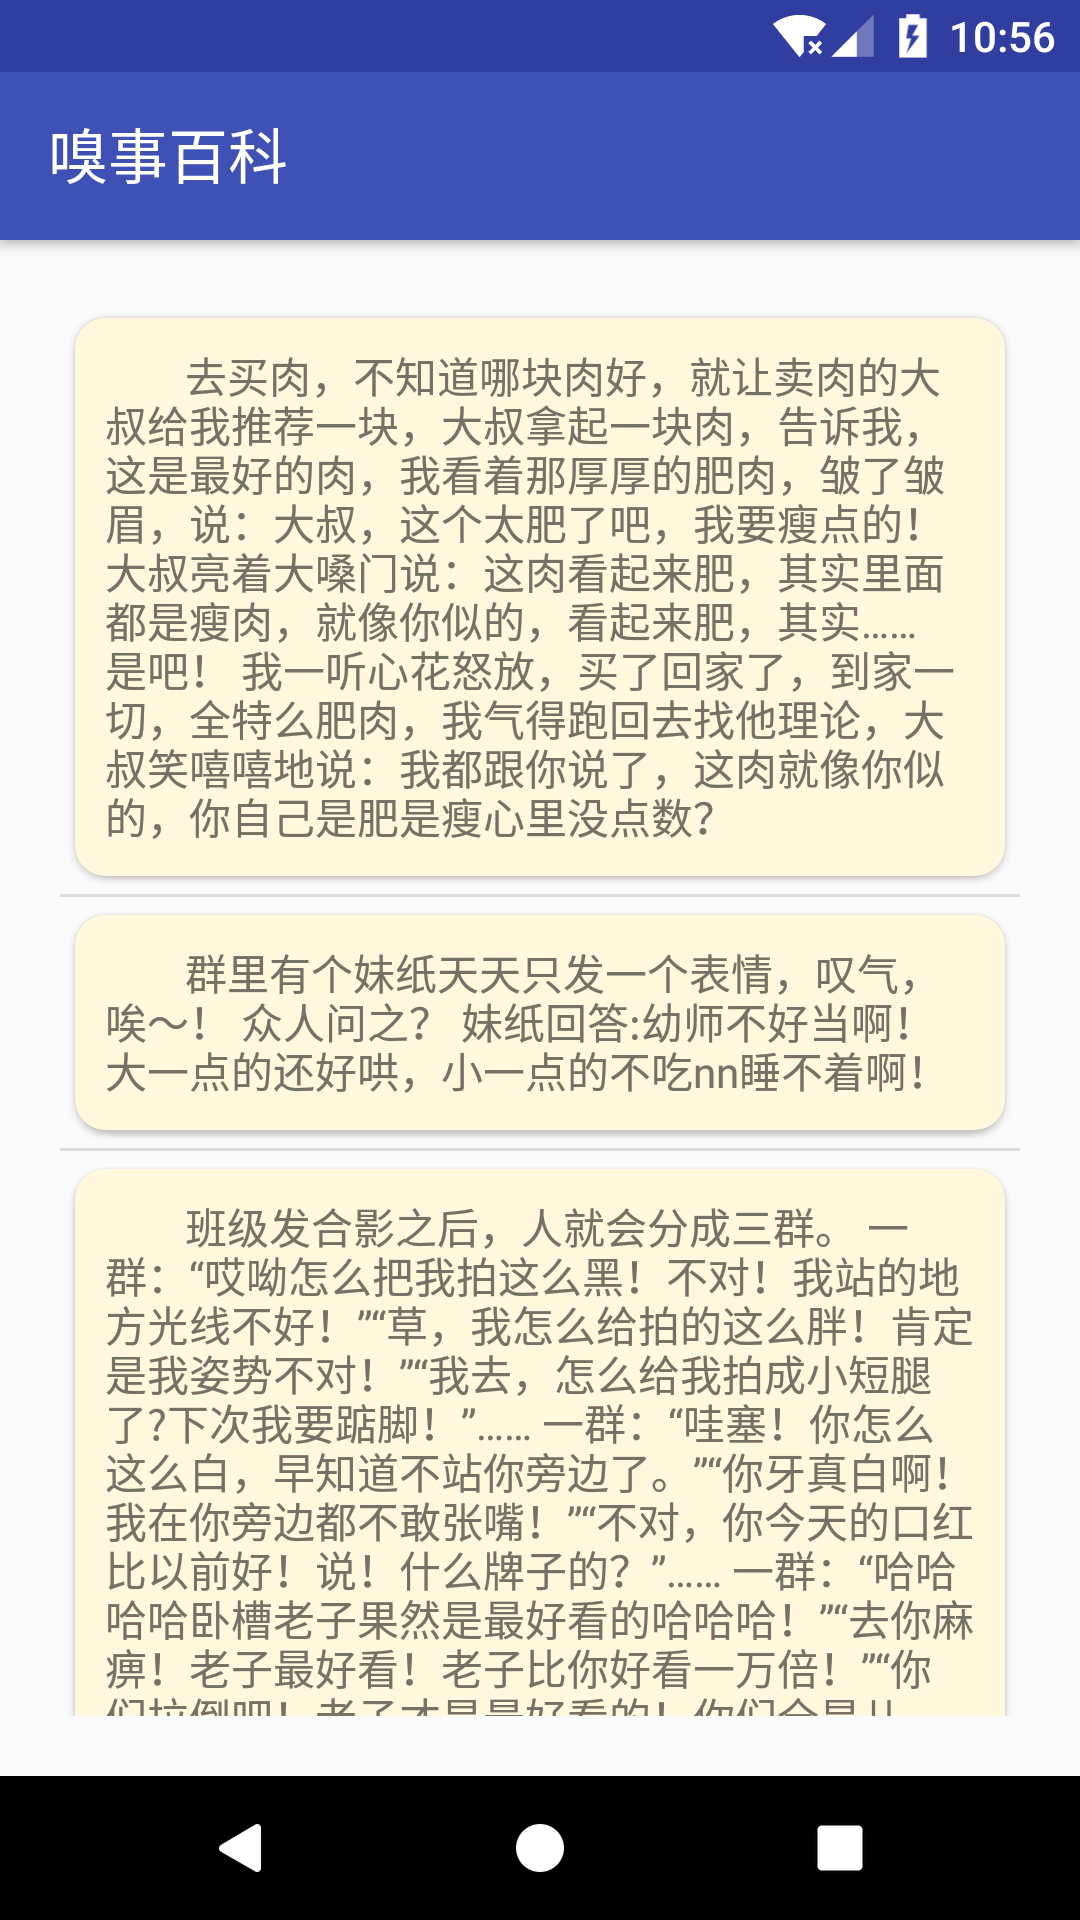 10:56
嗅事百科
去买肉，不知道哪块肉好，就让卖肉的大
叔给我推荐一块，大叔拿起一块肉，告诉我，
这是最好的肉，我看着那厚厚的肥肉，皱了皱
眉，说：大叔，这个太肥了吧，我要瘦点的！
大叔亮着大嗓门说：这肉看起来肥，其实里面
都是瘦肉，就像你似的，看起来肥，其实……
是吧！ 我一听心花怒放，买了回家了，到家一
切，全特么肥肉，我气得跑回去找他理论，大
叔笑嘻嘻地说：我都跟你说了，这肉就像你似
的，你自己是肥是瘦心里没点数？
群里有个妹纸天天只发一个表情，叹气，
唉～！ 众人问之？ 妹纸回答:幼师不好当啊！
大一点的还好哄，小一点的不吃nn睡不着啊！
班级发合影之后，人就会分成三群。 一
群：“哎呦怎么把我拍这么黑！不对！我站的地
方光线不好！”“草，我怎么给拍的这么胖！肯定
是我姿势不对！”“我去，怎么给我拍成小短腿
了?下次我要踮脚！”…… 一群：“哇塞！你怎么
这么白，早知道不站你旁边了。”“你牙真白啊！
我在你旁边都不敢张嘴！”“不对，你今天的口红
比以前好！说！什么牌子的？”…… 一群：“哈哈
哈哈卧槽老子果然是最好看的哈哈哈！”“去你麻
痹！老子最好看！老子比你好看一万倍！”“你
们拉倒吧！老子才是最好看的！你们全是儿